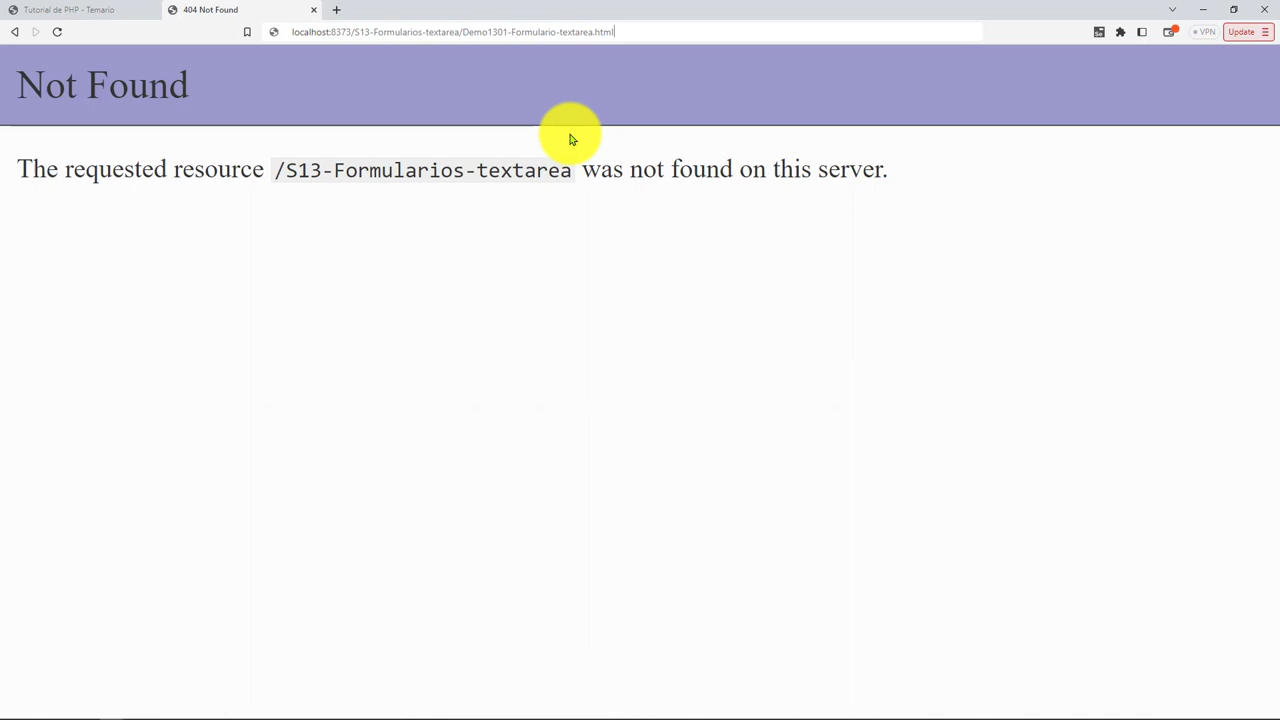 Tutorial de PHP - Temario
404 Not Found
localhost:8373/S13-Formularios-textarea/Demo1301-Formulario-textarea.html
VPN
Update
Not Found
The requested resource /S13-Formularios-textarea was not found on this server.